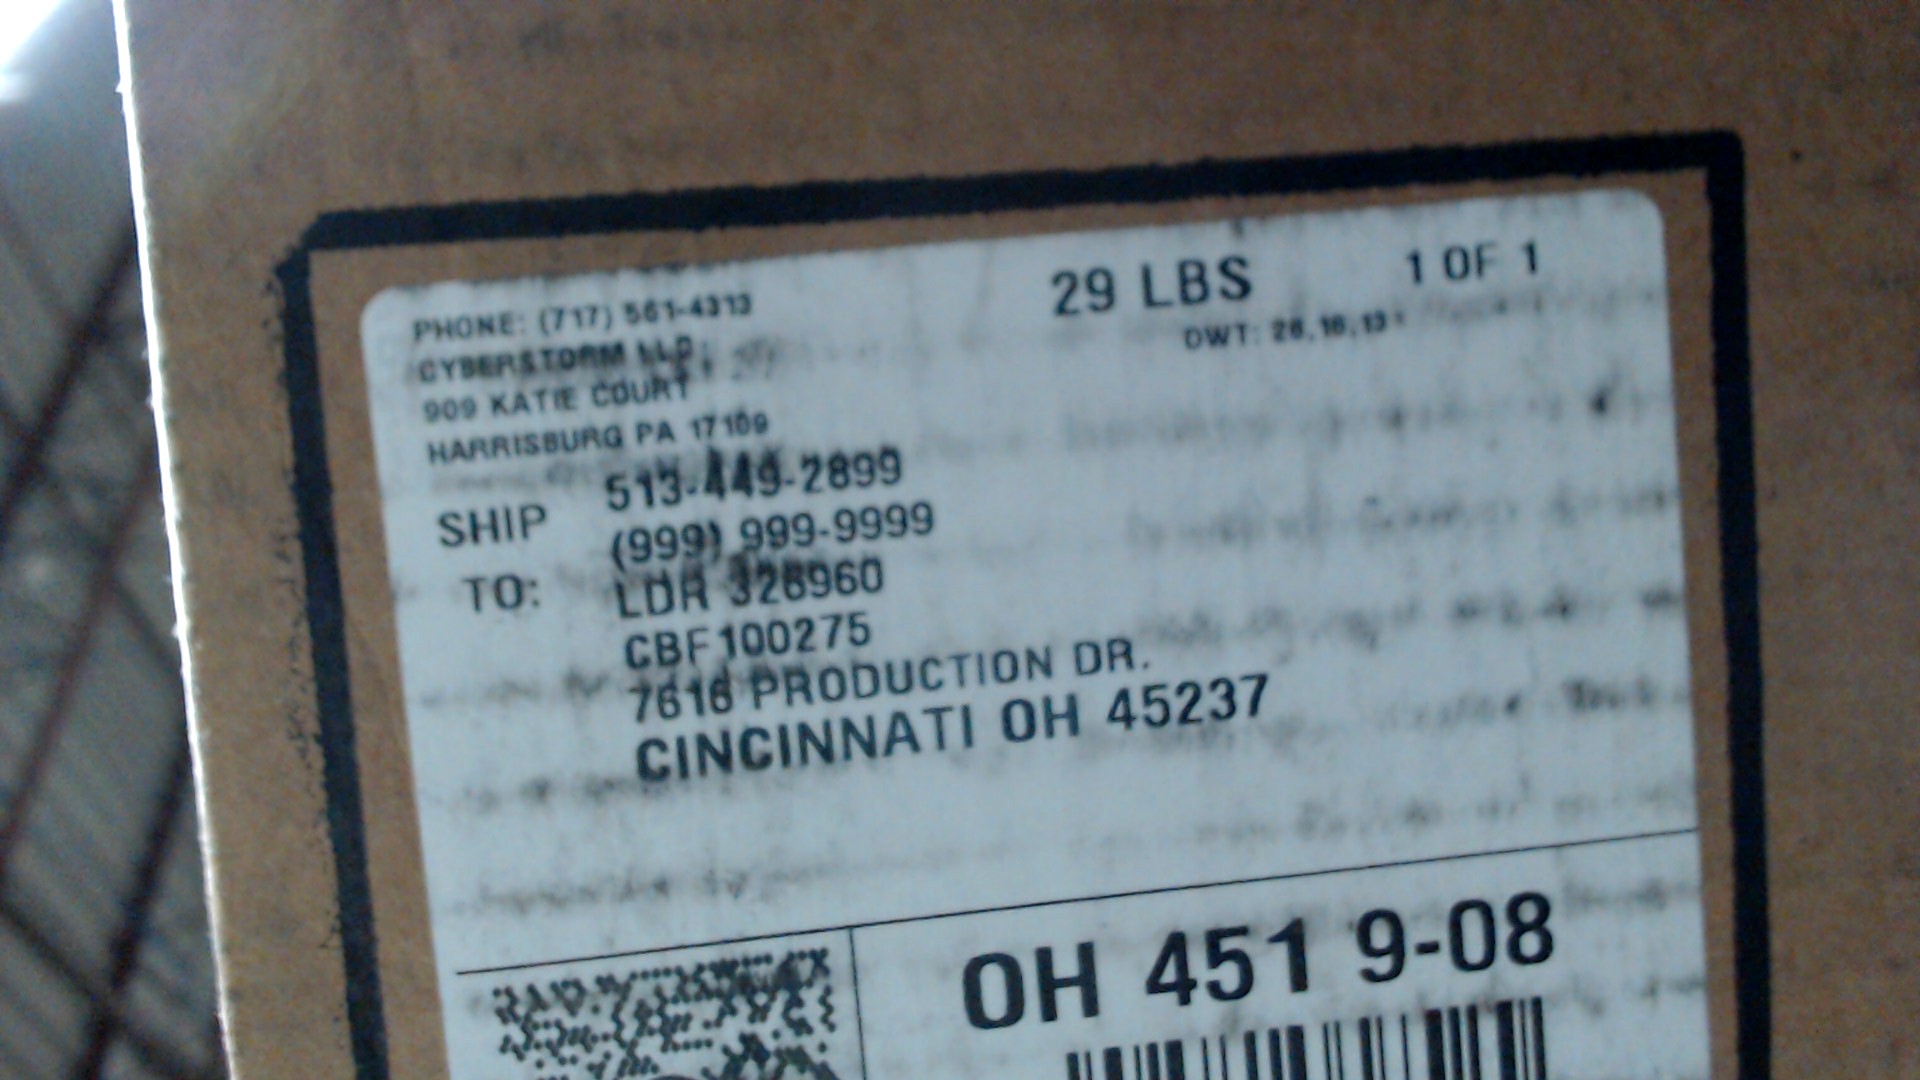 PHONE: (717) 561-4313
CYBERSTORM LLC
909 KATIE COURT
HARRISBURG PA 17109
29 LBS
1 OF 1
DWT: 26,16,13
SHIP TO:
513-449-2899
(999) 999-9999
LDR 326960
CBF100275
7616 PRODUCTION DR.
CINCINNATI OH 45237
OH 451 9-08